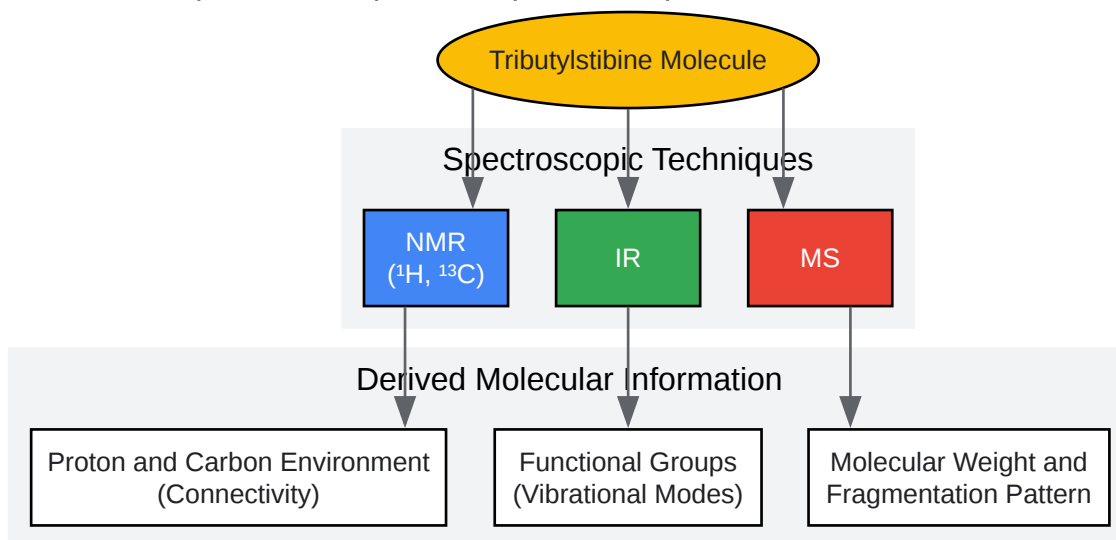 Tributylstibine Molecule
Spectroscopic Techniques
NMR
(¹H, ¹³C)
IR
MS
Derived Molecular Information
Proton and Carbon Environment
(Connectivity)
Functional Groups
(Vibrational Modes)
Molecular Weight and
Fragmentation Pattern